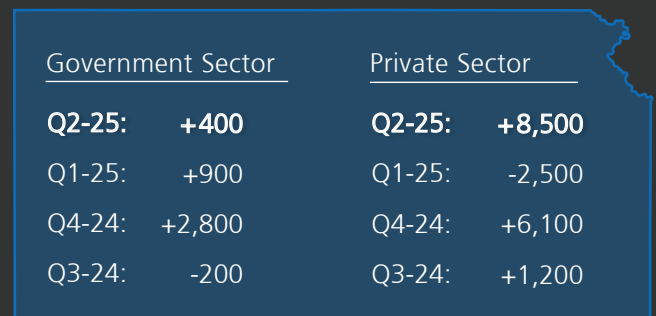 Government Sector
Q2-25: +400
Q1-25: +900
Q4-24: +2,800
Q3-24: -200
Private Sector
Q2-25: +8,500
Q1-25: -2,500
Q4-24: +6,100
Q3-24: +1,200